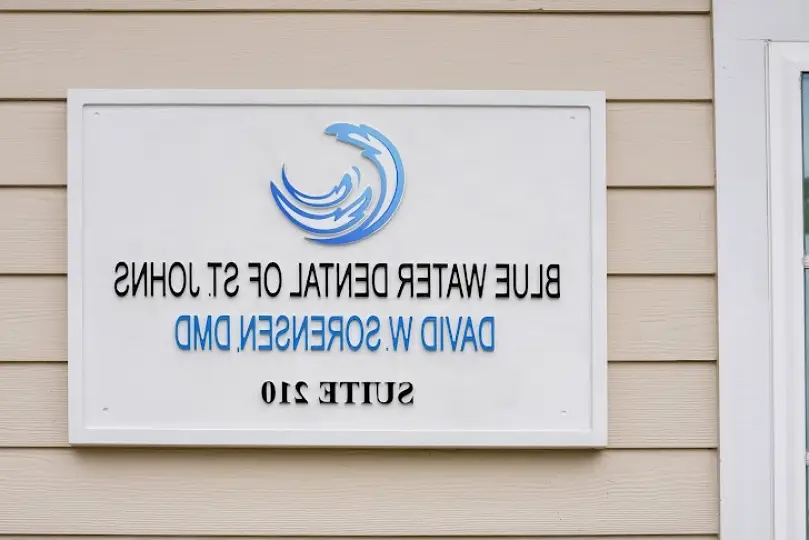 BLUE WATER DENTAL OF ST. JOHNS
DAVID W. SORENSEN, DMD
SUITE 210